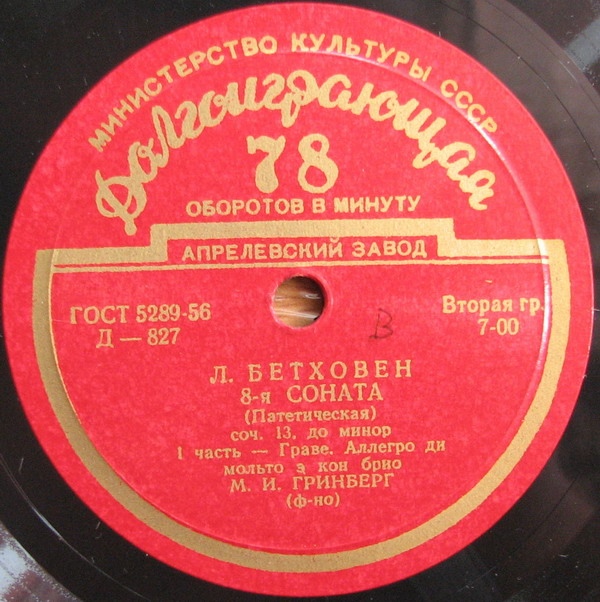 МИНИСТЕРСТВО КУЛЬТУРЫ СССР
Долгоиграющая
78
ОБОРОТОВ В МИНУТУ
АПРЕЛЕВСКИЙ ЗАВОД
ГОСТ 5289-56
Д — 827
В
Вторая гр.
7-00
Л. БЕТХОВЕН
8-я СОНАТА
(Патетическая)
соч. 13, до минор
1 часть — Граве. Аллегро ди
мольто э кон брио
М. И. ГРИНБЕРГ
(ф-но)